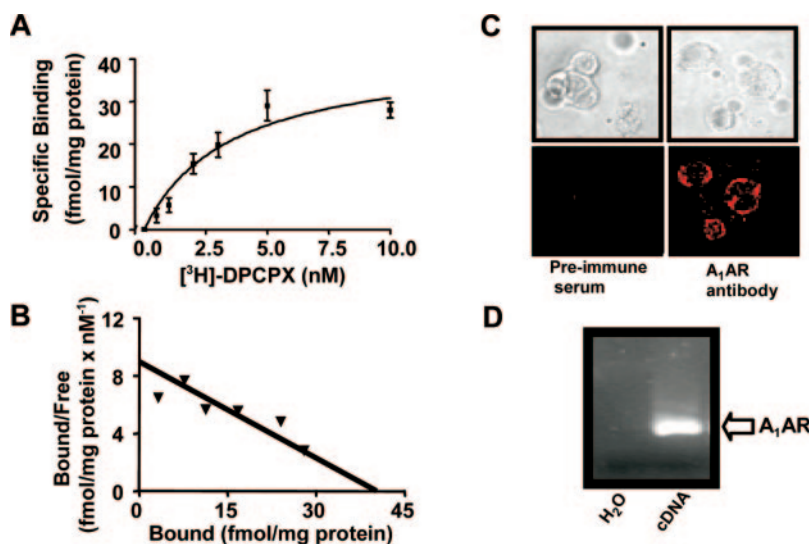 A
Specific Binding
(fmol/mg protein)
40
30
20
10
0
0.0 2.5 5.0 7.5 10.0
[³H]-DPCPX (nM)
B
Bound/Free
(fmol/mg protein x nM⁻¹)
12
8
4
0
0 15 30 45
Bound (fmol/mg protein)
C
Pre-immune
serum
A₁AR
antibody
D
A₁AR
H₂O
cDNA